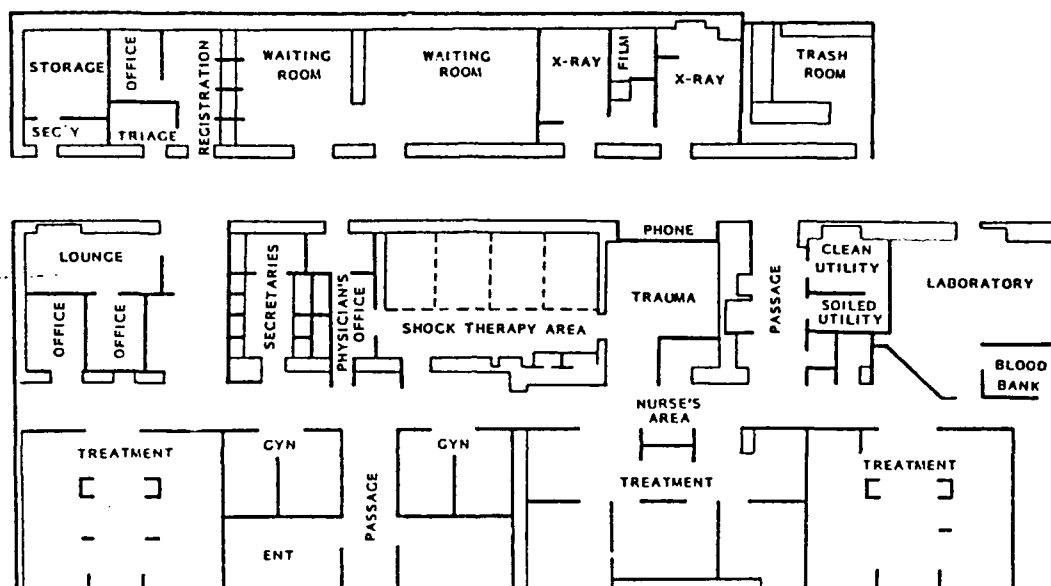 STORAGE
OFFICE
REGISTRATION
WAITING
ROOM
WAITING
ROOM
X-RAY
FILM
X-RAY
TRASH
ROOM
SEC'Y
TRIAGE
LOUNGE
OFFICE
OFFICE
SECRETARIES
PHYSICIAN'S
OFFICE
SHOCK THERAPY AREA
PHONE
TRAUMA
PASSAGE
CLEAN
UTILITY
SOILED
UTILITY
LABORATORY
BLOOD
BANK
NURSE'S
AREA
TREATMENT
GYN
PASSAGE
GYN
TREATMENT
TREATMENT
ENT